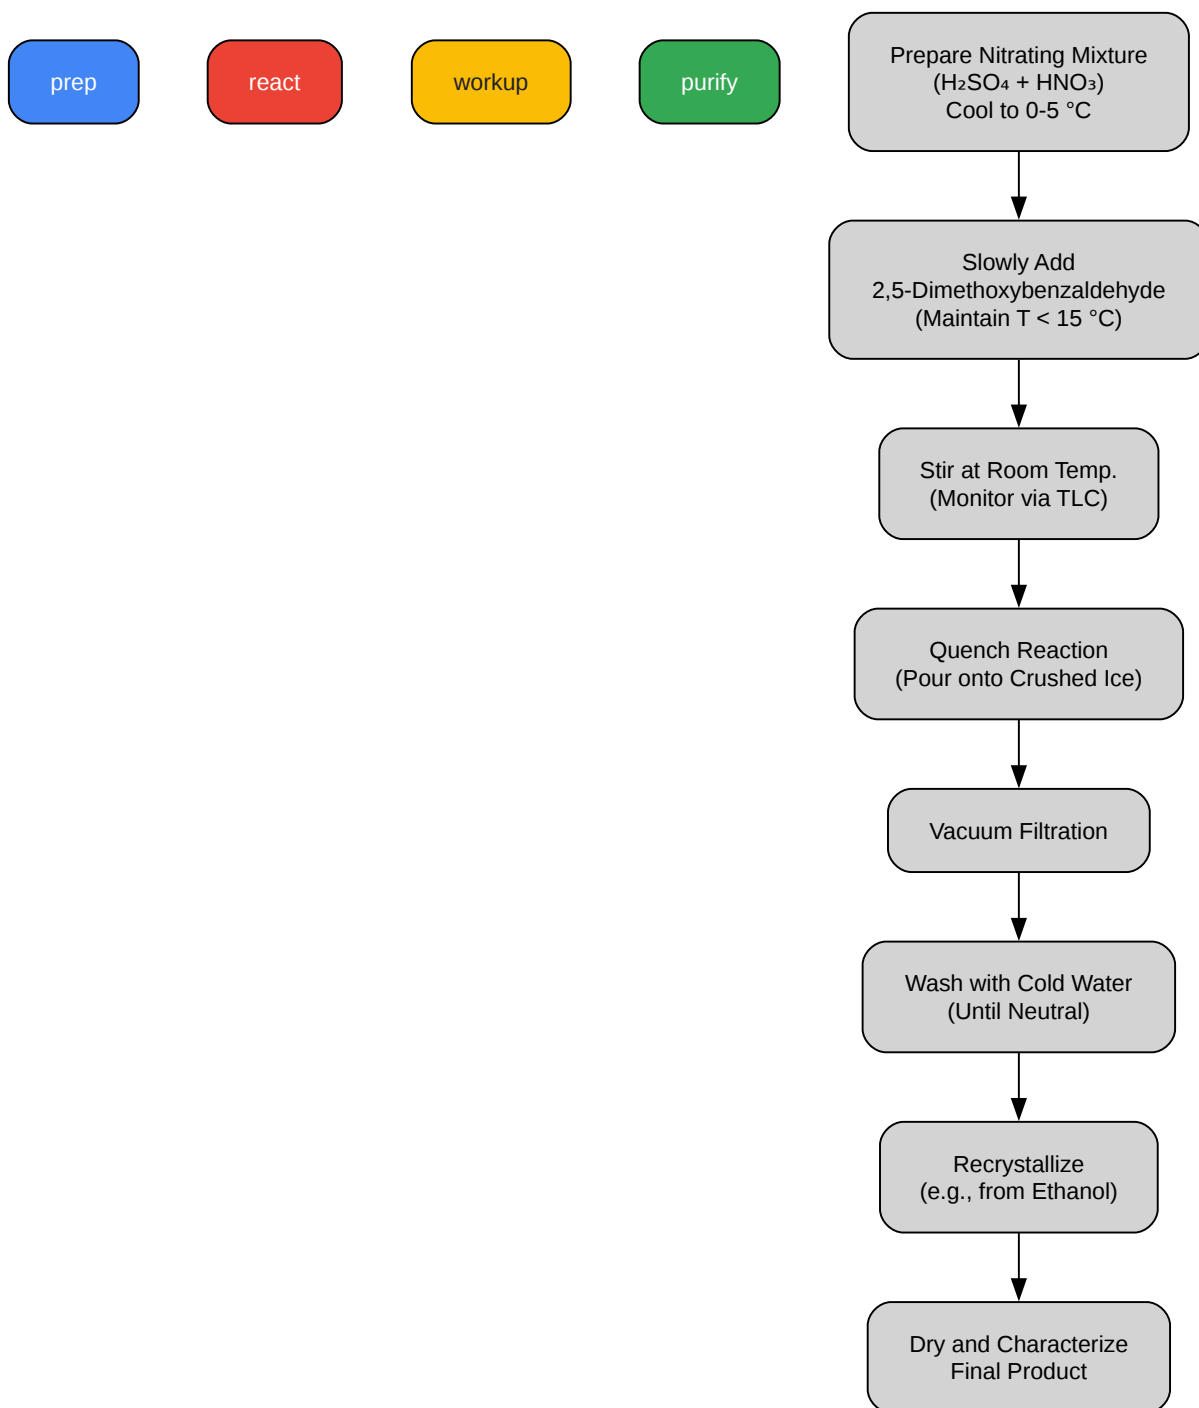 prep
react
workup
purify
Prepare Nitrating Mixture
(H₂SO₄ + HNO₃)
Cool to 0-5 °C
Slowly Add
2,5-Dimethoxybenzaldehyde
(Maintain T < 15 °C)
Stir at Room Temp.
(Monitor via TLC)
Quench Reaction
(Pour onto Crushed Ice)
Vacuum Filtration
Wash with Cold Water
(Until Neutral)
Recrystallize
(e.g., from Ethanol)
Dry and Characterize
Final Product